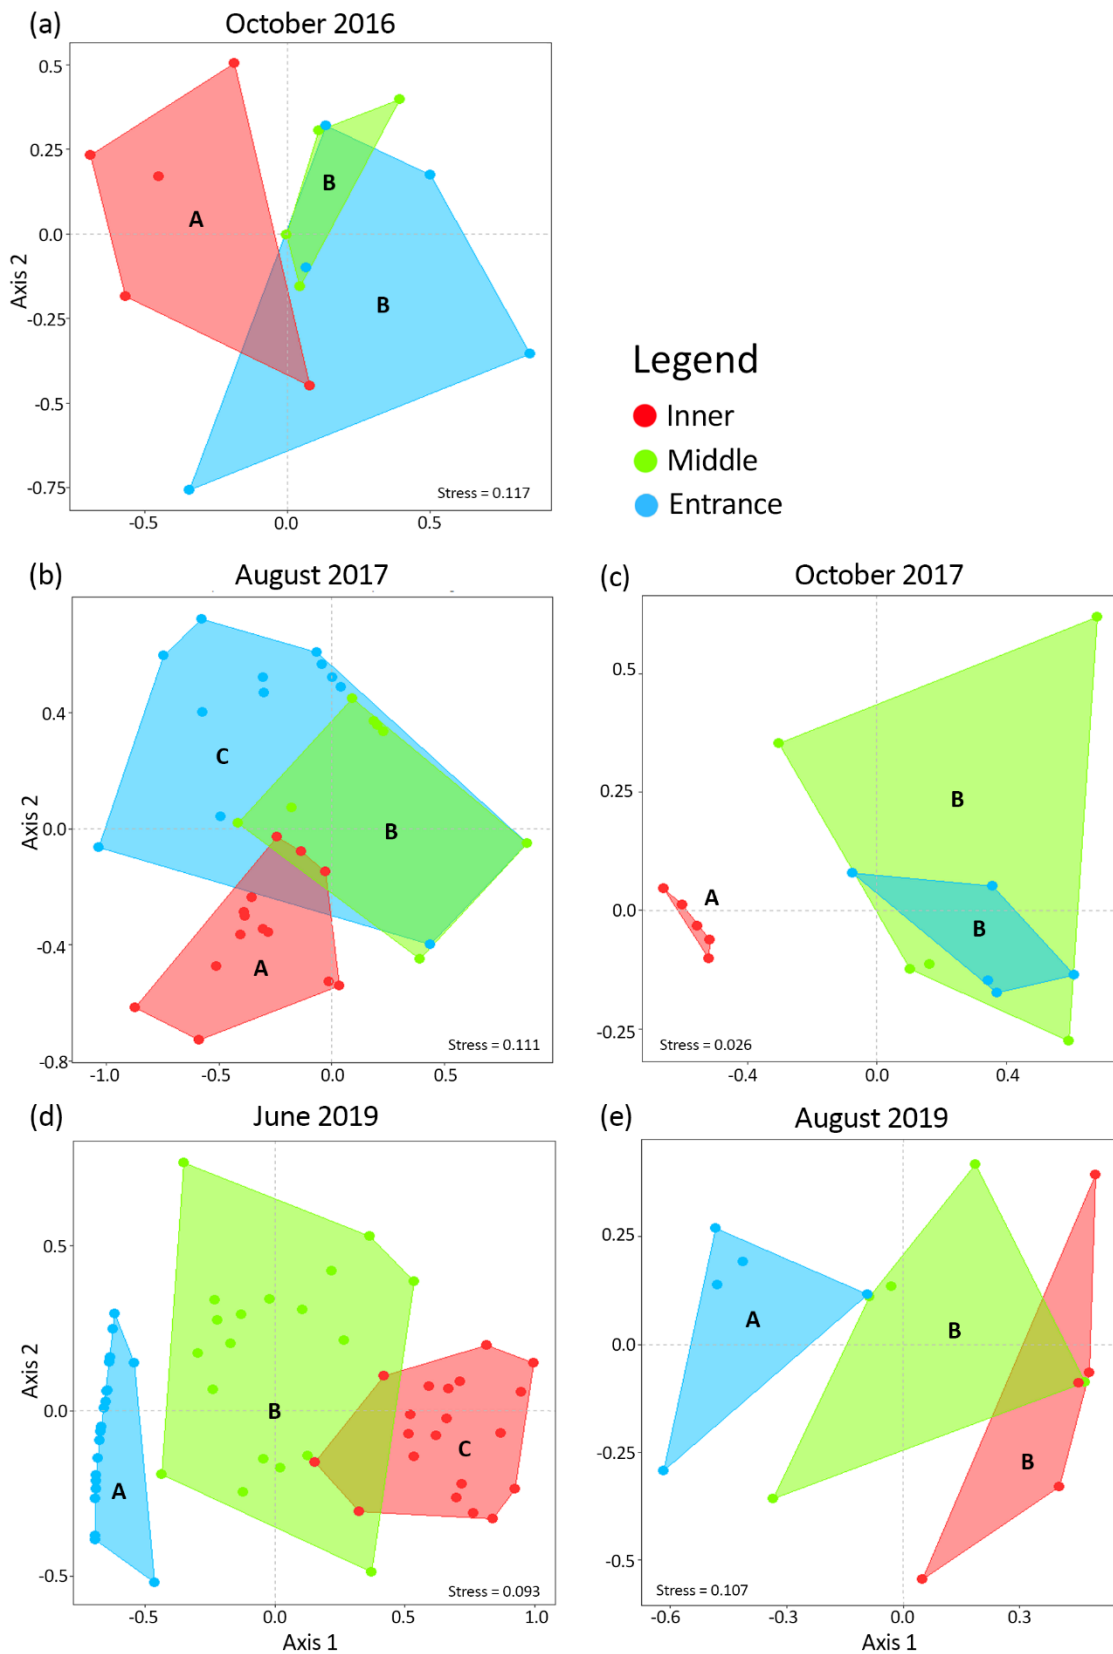 (a) October 2016
0.5
0.25
0.0
-0.25
-0.5
-0.75
Axis 2
A
B
B
Stress = 0.117
-0.5 0.0 0.5
Legend
Inner
Middle
Entrance
(b) August 2017
0.4
0.0
-0.4
-0.8
Axis 2
C
B
A
Stress = 0.111
-1.0 -0.5 0.0 0.5
(c) October 2017
0.5
0.25
0.0
-0.25
B
A
B
Stress = 0.026
-0.4 0.0 0.4
(d) June 2019
0.5
0.0
-0.5
Axis 2
B
C
A
Stress = 0.093
-0.5 0.0 0.5 1.0
Axis 1
(e) August 2019
0.25
0.0
-0.25
-0.5
A
B
B
Stress = 0.107
-0.6 -0.3 0.0 0.3
Axis 1